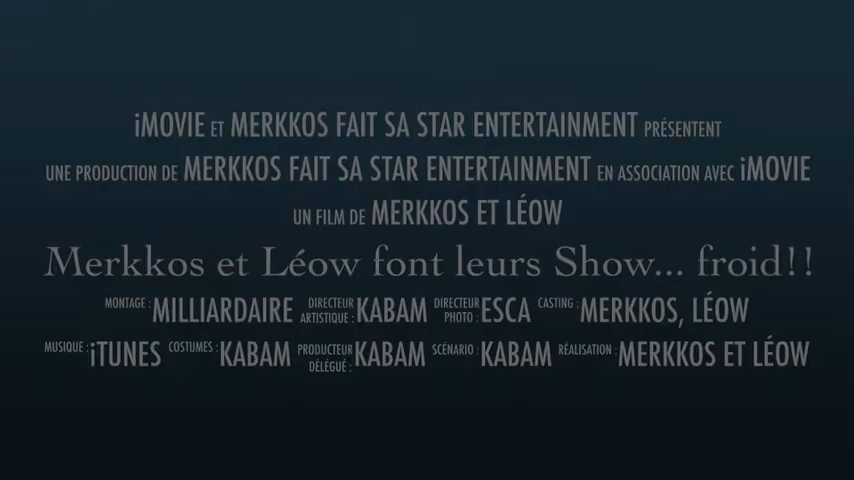 iMOVIE ET MERKKOS FAIT SA STAR ENTERTAINMENT PRÉSENTENT
UNE PRODUCTION DE MERKKOS FAIT SA STAR ENTERTAINMENT EN ASSOCIATION AVEC iMOVIE
UN FILM DE MERKKOS ET LÉOW
Merkkos et Léow font leurs Show... froid!!
MONTAGE : MILLIARDAIRE DIRECTEUR ARTISTIQUE : KABAM DIRECTEUR PHOTO : ESCA CASTING : MERKKOS, LÉOW
MUSIQUE : iTUNES COSTUMES : KABAM PRODUCTEUR DÉLÉGUÉ : KABAM SCÉNARIO : KABAM RÉALISATION : MERKKOS ET LÉOW